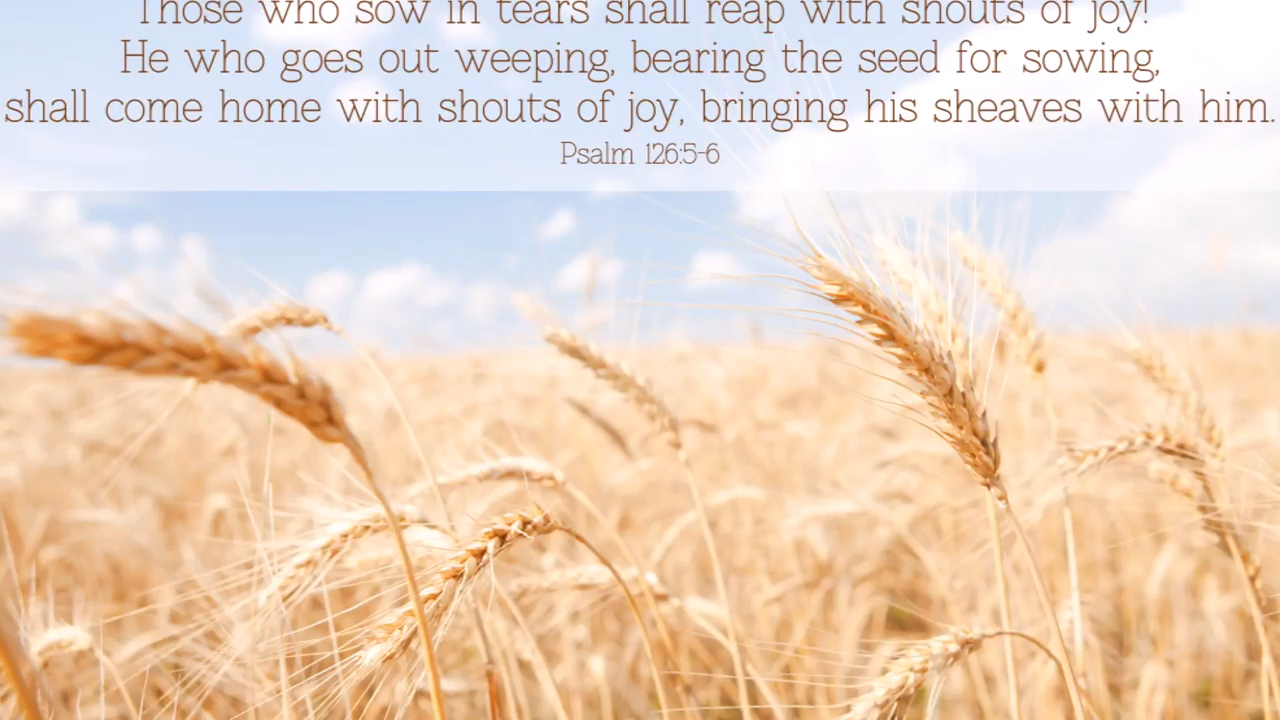 Those who sow in tears shall reap with shouts of joy!
He who goes out weeping, bearing the seed for sowing,
shall come home with shouts of joy, bringing his sheaves with him.
Psalm 126:5-6